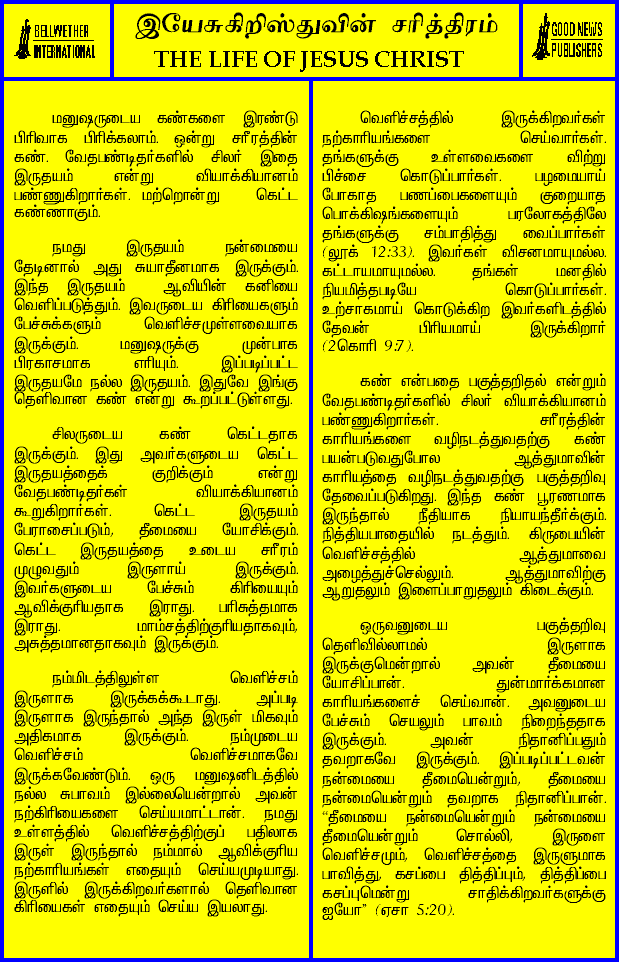 BELLWETHER
INTERNATIONAL
இயேசுகிறிஸ்துவின் சரித்திரம்
THE LIFE OF JESUS CHRIST
GOOD NEWS
PUBLISHERS
மனுஷருடைய கண்களை இரண்டு
பிரிவாக பிரிக்கலாம். ஒன்று சரீரத்தின்
கண். வேதபண்டிதர்களில் சிலர் இதை
இருதயம் என்று வியாக்கியானம்
பண்ணுகிறார்கள். மற்றொன்று கெட்ட
கண்ணாகும்.
நமது இருதயம் நன்மையை
தேடினால் அது சுயாதீனமாக இருக்கும்.
இந்த இருதயம் ஆவியின் கனியை
வெளிப்படுத்தும். இவருடைய கிரியைகளும்
பேச்சுக்களும் வெளிச்சமுள்ளவையாக
இருக்கும். மனுஷருக்கு முன்பாக
பிரகாசமாக எரியும். இப்படிப்பட்ட
இருதயமே நல்ல இருதயம். இதுவே இங்கு
தெளிவான கண் என்று கூறப்பட்டுள்ளது.
சிலருடைய கண் கெட்டதாக
இருக்கும். இது அவர்களுடைய கெட்ட
இருதயத்தைக் குறிக்கும் என்று
வேதபண்டிதர்கள் வியாக்கியானம்
கூறுகிறார்கள். கெட்ட இருதயம்
பேராசைப்படும், தீமையை யோசிக்கும்.
கெட்ட இருதயத்தை உடைய சரீரம்
முழுவதும் இருளாய் இருக்கும்.
இவர்களுடைய பேச்சும் கிரியையும்
ஆவிக்குரியதாக இராது. பரிசுத்தமாக
இராது. மாம்சத்திற்குரியதாகவும்,
அசுத்தமானதாகவும் இருக்கும்.
நம்மிடத்திலுள்ள வெளிச்சம்
இருளாக இருக்கக்கூடாது. அப்படி
இருளாக இருந்தால் அந்த இருள் மிகவும்
அதிகமாக இருக்கும். நம்முடைய
வெளிச்சம் வெளிச்சமாகவே
இருக்கவேண்டும். ஒரு மனுஷனிடத்தில்
நல்ல சுபாவம் இல்லையென்றால் அவன்
நற்கிரியைகளை செய்யமாட்டான். நமது
உள்ளத்தில் வெளிச்சத்திற்குப் பதிலாக
இருள் இருந்தால் நம்மால் ஆவிக்குரிய
நற்காரியங்கள் எதையும் செய்யமுடியாது.
இருளில் இருக்கிறவர்களால் தெளிவான
கிரியைகள் எதையும் செய்ய இயலாது.
வெளிச்சத்தில் இருக்கிறவர்கள்
நற்காரியங்களை செய்வார்கள்.
தங்களுக்கு உள்ளவைகளை விற்று
பிச்சை கொடுப்பார்கள். பழமையாய்
போகாத பணப்பைகளையும் குறையாத
பொக்கிஷங்களையும் பரலோகத்திலே
தங்களுக்கு சம்பாதித்து வைப்பார்கள்
(லூக் 12:33). இவர்கள் விசனமாயுமல்ல.
கட்டாயமாயுமல்ல. தங்கள் மனதில்
நியமித்தபடியே கொடுப்பார்கள்.
உற்சாகமாய் கொடுக்கிற இவர்களிடத்தில்
தேவன் பிரியமாய் இருக்கிறார்
(2கொரி 9:7).
கண் என்பதை பகுத்தறிதல் என்றும்
வேதபண்டிதர்களில் சிலர் வியாக்கியானம்
பண்ணுகிறார்கள். சரீரத்தின்
காரியங்களை வழிநடத்துவதற்கு கண்
பயன்படுவதுபோல ஆத்துமாவின்
காரியத்தை வழிநடத்துவதற்கு பகுத்தறிவு
தேவைப்படுகிறது. இந்த கண் பூரணமாக
இருந்தால் நீதியாக நியாயந்தீர்க்கும்.
நித்தியபாதையில் நடத்தும். கிருபையின்
வெளிச்சத்தில் ஆத்துமாவை
அழைத்துச்செல்லும். ஆத்துமாவிற்கு
ஆறுதலும் இளைப்பாறுதலும் கிடைக்கும்.
ஒருவனுடைய பகுத்தறிவு
தெளிவில்லாமல் இருளாக
இருக்குமென்றால் அவன் தீமையை
யோசிப்பான். துன்மார்க்கமான
காரியங்களைச் செய்வான். அவனுடைய
பேச்சும் செயலும் பாவம் நிறைந்ததாக
இருக்கும். அவன் நிதானிப்பதும்
தவறாகவே இருக்கும். இப்படிப்பட்டவன்
நன்மையை தீமையென்றும், தீமையை
நன்மையென்றும் தவறாக நிதானிப்பான்.
"தீமையை நன்மையென்றும் நன்மையை
தீமையென்றும் சொல்லி, இருளை
வெளிச்சமும், வெளிச்சத்தை இருளுமாக
பாவித்து, கசப்பை தித்திப்பும், தித்திப்பை
கசப்புமென்று சாதிக்கிறவர்களுக்கு
ஐயோ" (ஏசா 5:20).